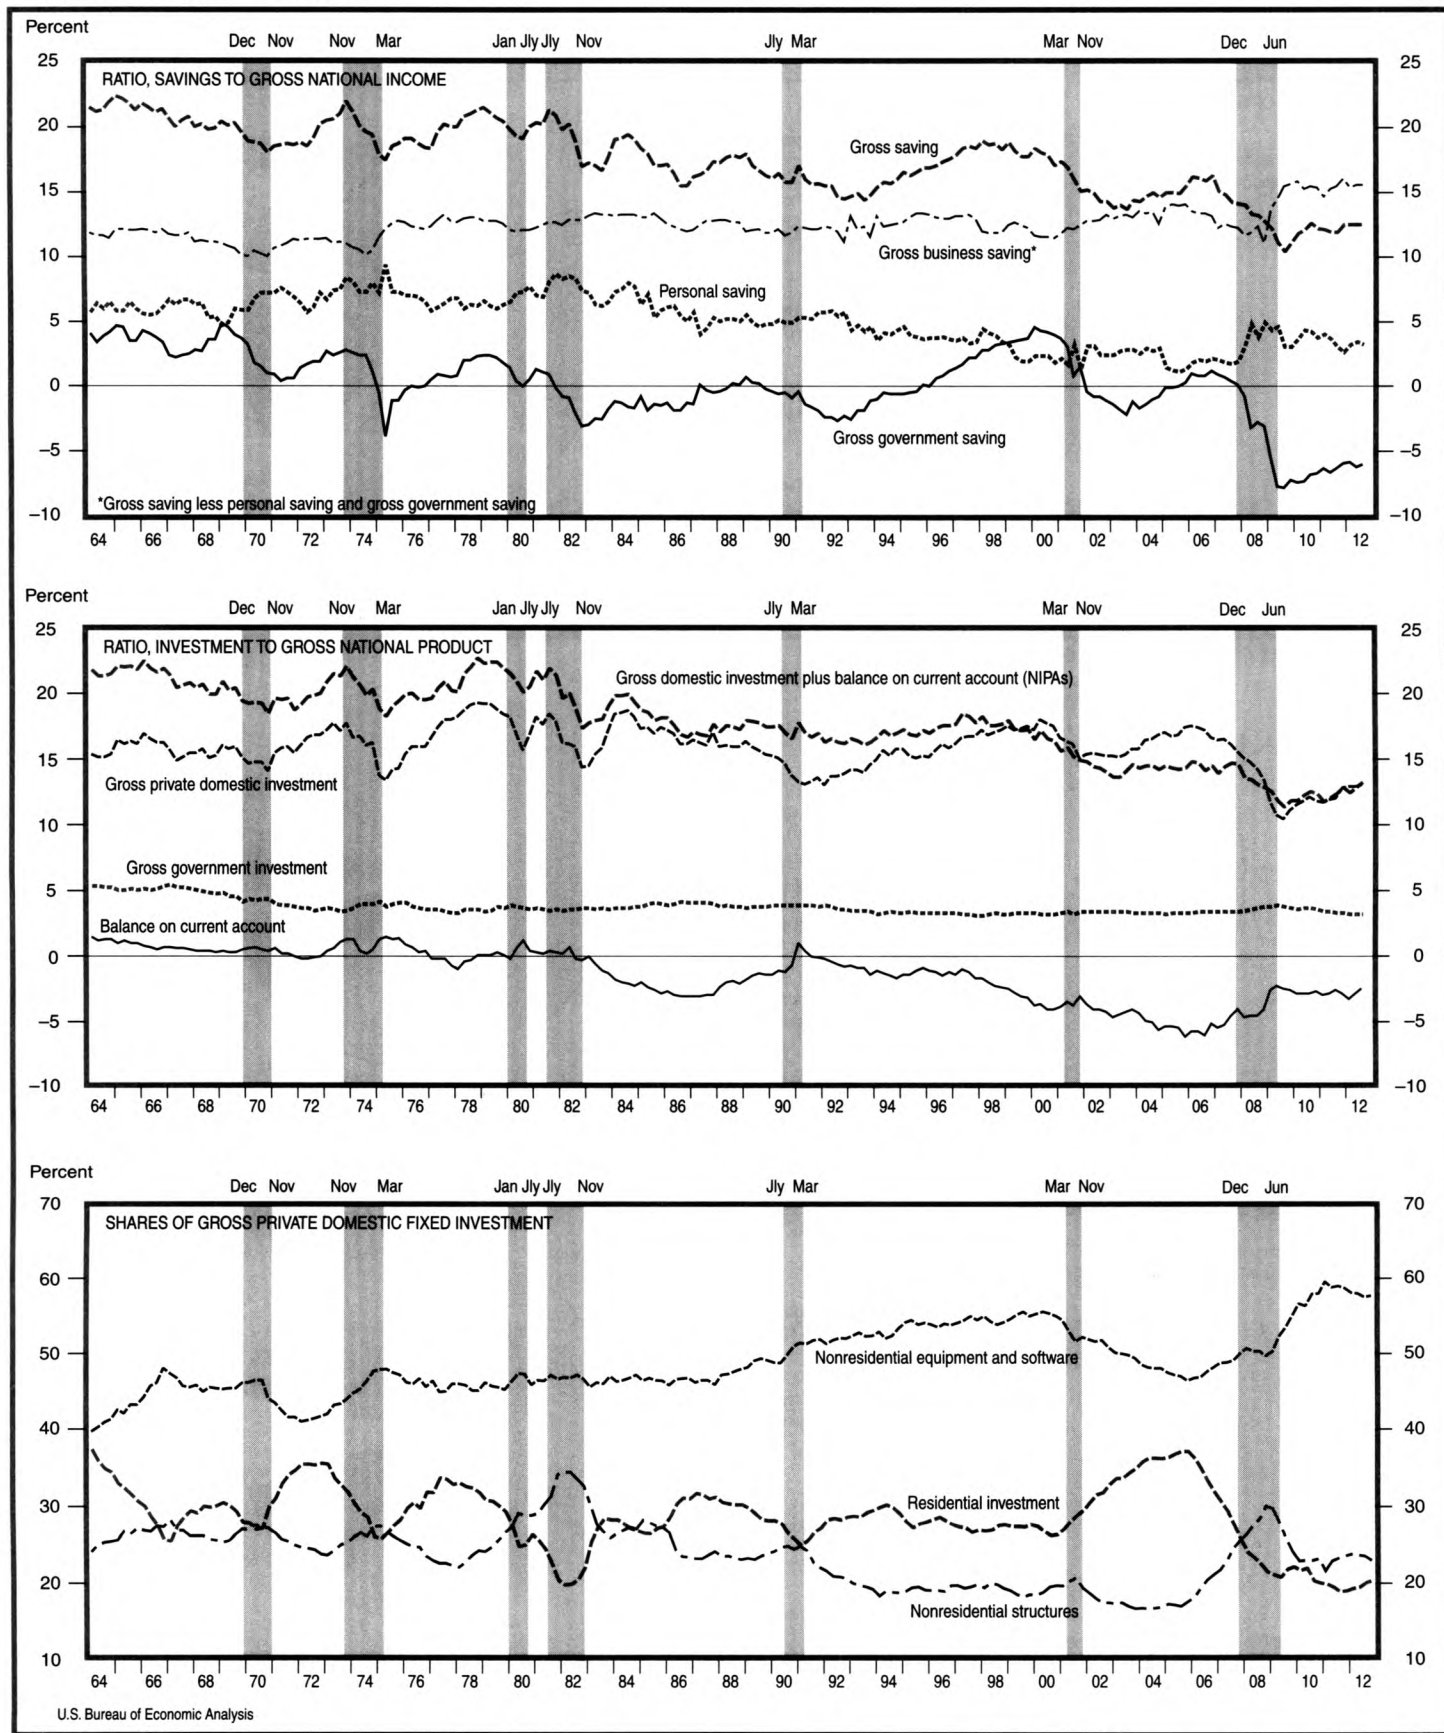 Percent
Dec Nov Nov Mar Jan Jly Jly Nov Jly Mar Mar Nov Dec Jun
25 25
RATIO, SAVINGS TO GROSS NATIONAL INCOME
20 20
Gross saving
15 15
10 10
Gross business saving*
Personal saving
5 5
0 0
Gross government saving
–5 –5
*Gross saving less personal saving and gross government saving
–10 –10
64 66 68 70 72 74 76 78 80 82 84 86 88 90 92 94 96 98 00 02 04 06 08 10 12
Percent
Dec Nov Nov Mar Jan Jly Jly Nov Jly Mar Mar Nov Dec Jun
25 25
RATIO, INVESTMENT TO GROSS NATIONAL PRODUCT
Gross domestic investment plus balance on current account (NIPAs)
20 20
15 15
Gross private domestic investment
10 10
Gross government investment
5 5
Balance on current account
0 0
–5 –5
–10 –10
64 66 68 70 72 74 76 78 80 82 84 86 88 90 92 94 96 98 00 02 04 06 08 10 12
Percent
Dec Nov Nov Mar Jan Jly Jly Nov Jly Mar Mar Nov Dec Jun
70 70
SHARES OF GROSS PRIVATE DOMESTIC FIXED INVESTMENT
60 60
50 50
Nonresidential equipment and software
40 40
30 30
Residential investment
20 20
Nonresidential structures
10 10
64 66 68 70 72 74 76 78 80 82 84 86 88 90 92 94 96 98 00 02 04 06 08 10 12
U.S. Bureau of Economic Analysis